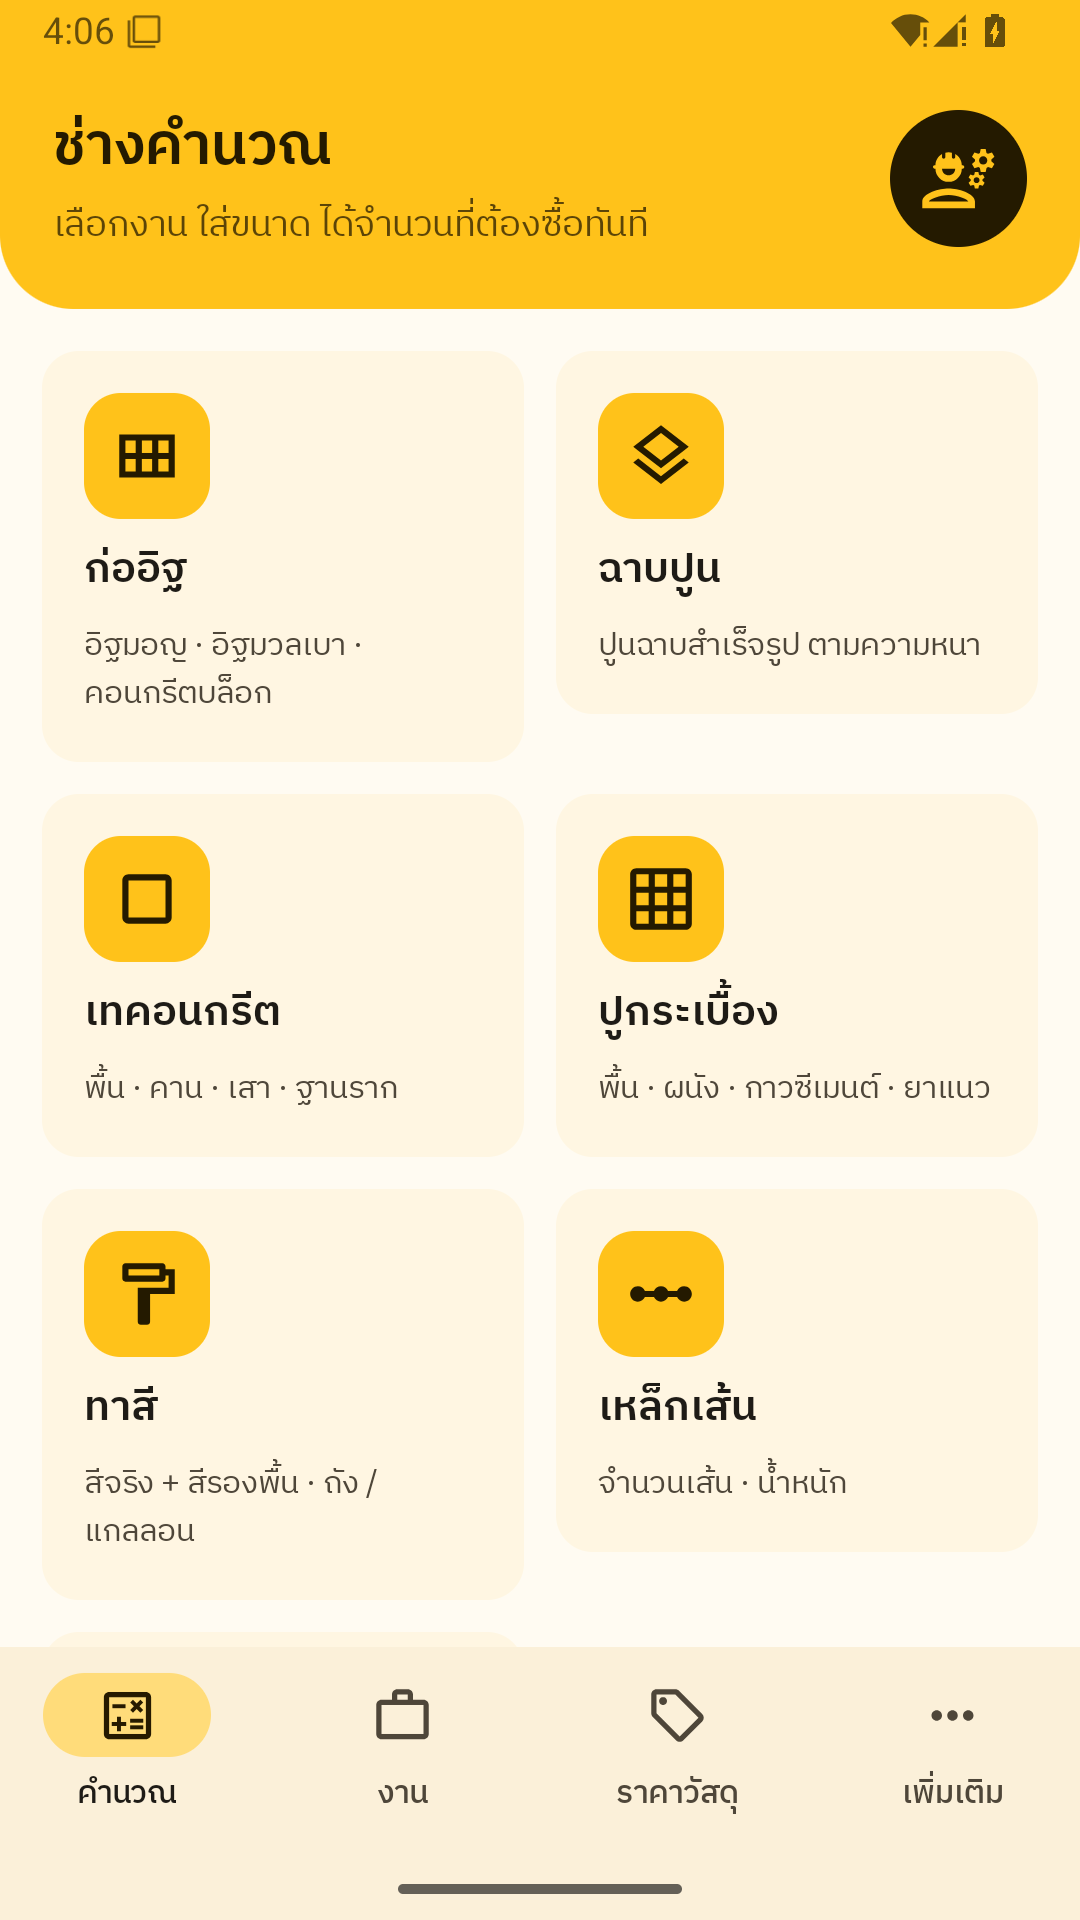 4:06
ช่างคำนวณ
เลือกงาน ใส่ขนาด ได้จำนวนที่ต้องซื้อทันที
ก่ออิฐ
อิฐมอญ · อิฐมวลเบา ·
คอนกรีตบล็อก
ฉาบปูน
ปูนฉาบสำเร็จรูป ตามความหนา
เทคอนกรีต
พื้น · คาน · เสา · ฐานราก
ปูกระเบื้อง
พื้น · ผนัง · กาวซีเมนต์ · ยาแนว
ทาสี
สีจริง + สีรองพื้น · ถัง /
แกลลอน
เหล็กเส้น
จำนวนเส้น · น้ำหนัก
คำนวณ
งาน
ราคาวัสดุ
เพิ่มเติม